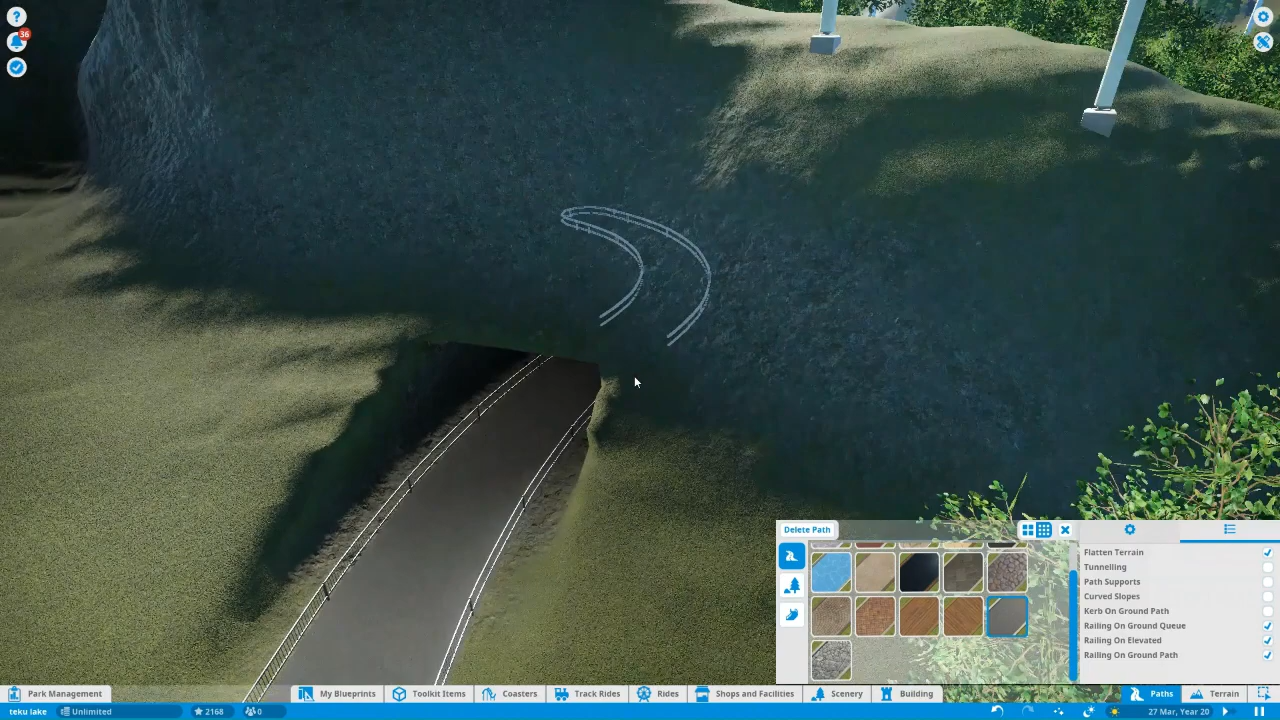 ?
36
Delete Path
Flatten Terrain
Tunnelling
Path Supports
Curved Slopes
Kerb On Ground Path
Railing On Ground Queue
Railing On Elevated
Railing On Ground Path
Park Management
My Blueprints
Toolkit Items
Coasters
Track Rides
Rides
Shops and Facilities
Scenery
Building
Paths
Terrain
teku lake
Unlimited
2168
0
27 Mar, Year 20